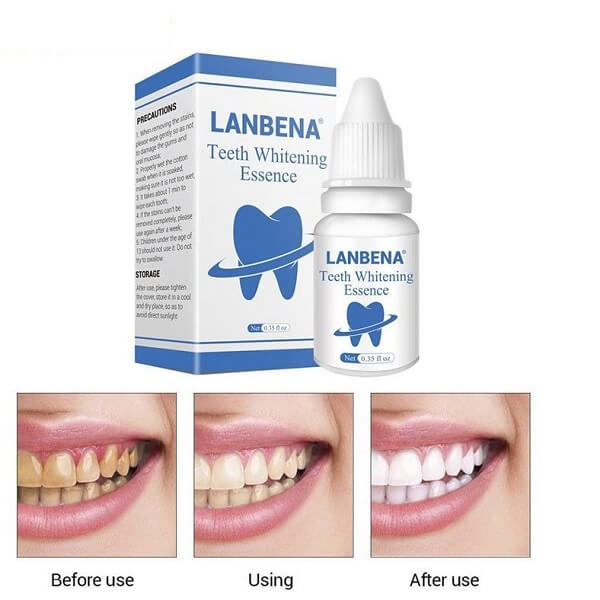 PRECAUTIONS
1. When removing the stains,
please wipe gently so as not
to damage the gums and
oral mucosa;
2. Properly wet the cotton
swab when it is soaked,
making sure it is not too wet
3. It takes about 1 min to
wipe each tooth;
4. If the stains can't be
removed completely, please
use again after a week;
5. Children under the age of
13 should not use it. Do not
try to swallow.
STORAGE
After use, please tighten
the cover, store it in a cool
and dry place, so as to
avoid direct sunlight
LANBENA®
Teeth Whitening
Essence
Net 0.35 fl oz
LANBENA®
Teeth Whitening
Essence
Net 0.35 fl oz
Before use
Using
After use